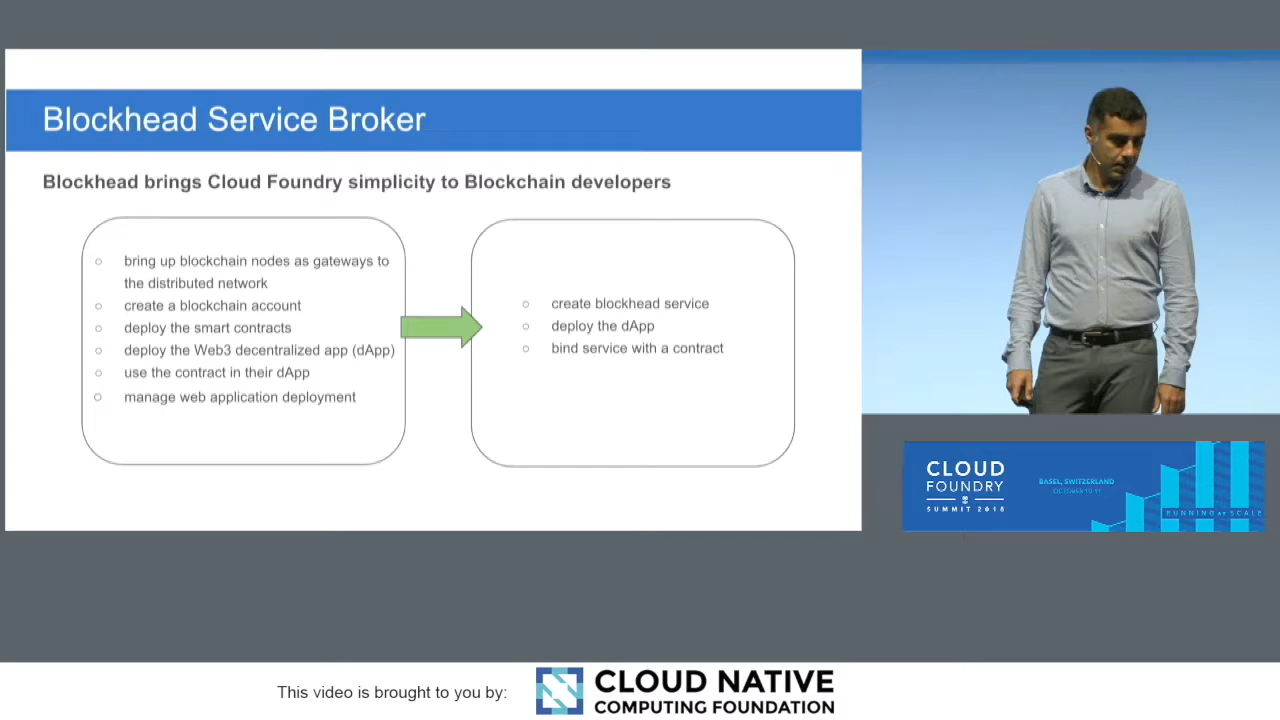 Blockhead Service Broker
Blockhead brings Cloud Foundry simplicity to Blockchain developers
bring up blockchain nodes as gateways to
the distributed network
create a blockchain account
deploy the smart contracts
deploy the Web3 decentralized app (dApp)
use the contract in their dApp
manage web application deployment
create blockhead service
deploy the dApp
bind service with a contract
CLOUD
FOUNDRY
SUMMIT 2018
BASEL, SWITZERLAND
OCTOBER 10-11
RUNNING AT SCALE
This video is brought to you by:
CLOUD NATIVE
COMPUTING FOUNDATION